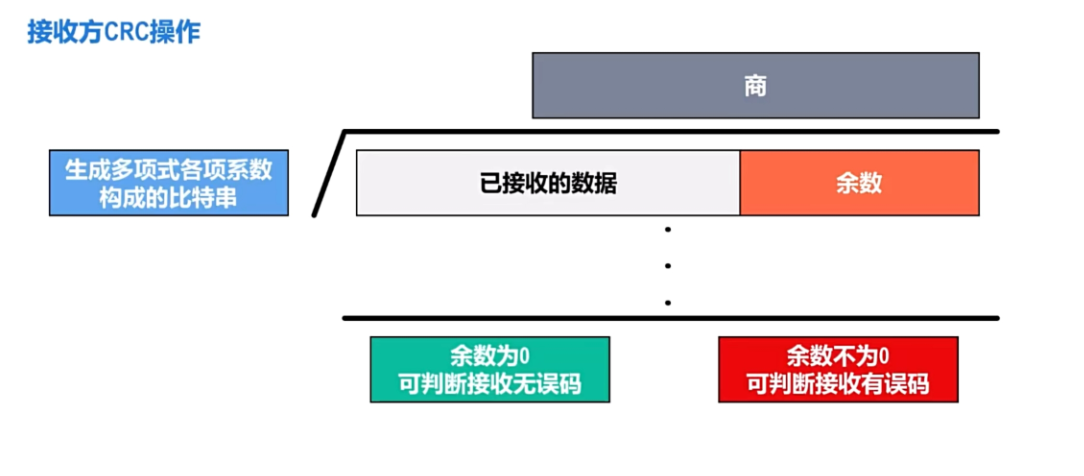 接收方CRC操作
商
生成多项式各项系数
构成的比特串
已接收的数据
余数
余数为0
可判断接收无误码
余数不为0
可判断接收有误码